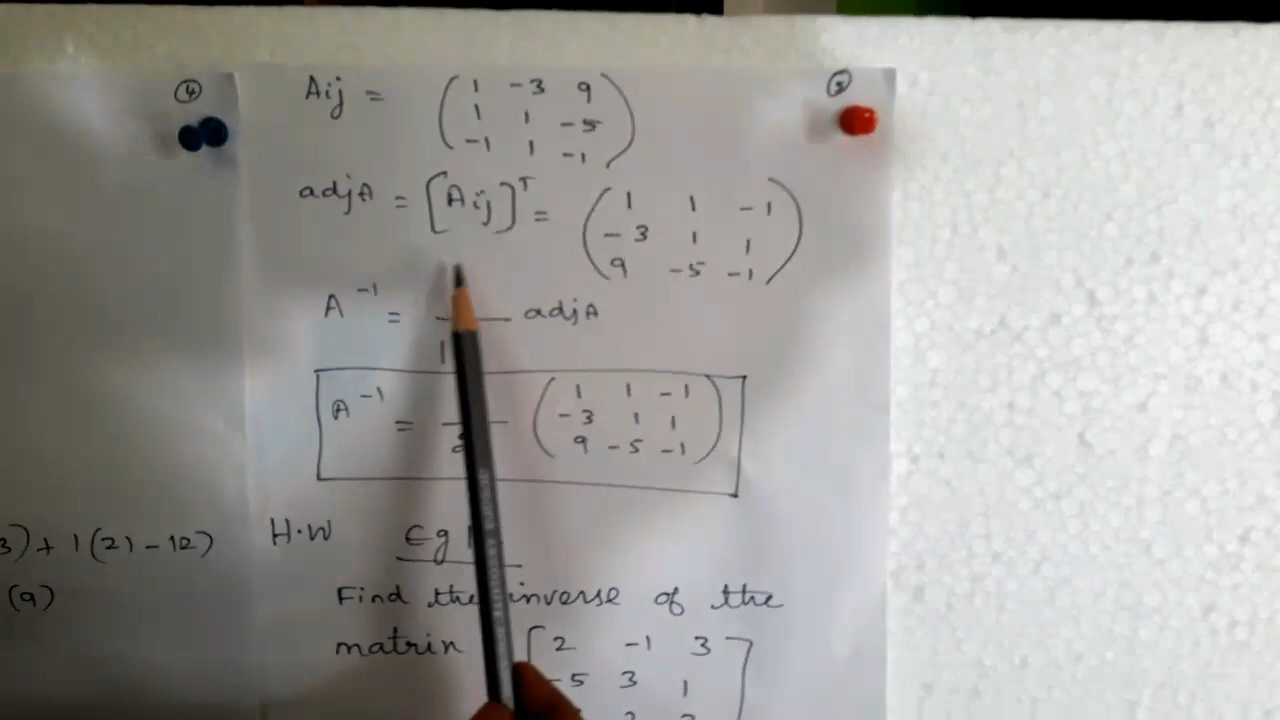 ④
3) + 1(21 - 12)
(9)
⑤
Aij = ( 1 -3 9
1 1 -5
-1 1 -1 )
adjA = [Aij]ᵀ = ( 1 1 -1
-3 1 1
9 -5 -1 )
A⁻¹ = adjA
A⁻¹ = ( 1 1 -1
-3 1 1
9 -5 -1 )
H.W Eg
Find the inverse of the
matrix [ 2 -1 3
-5 3 1